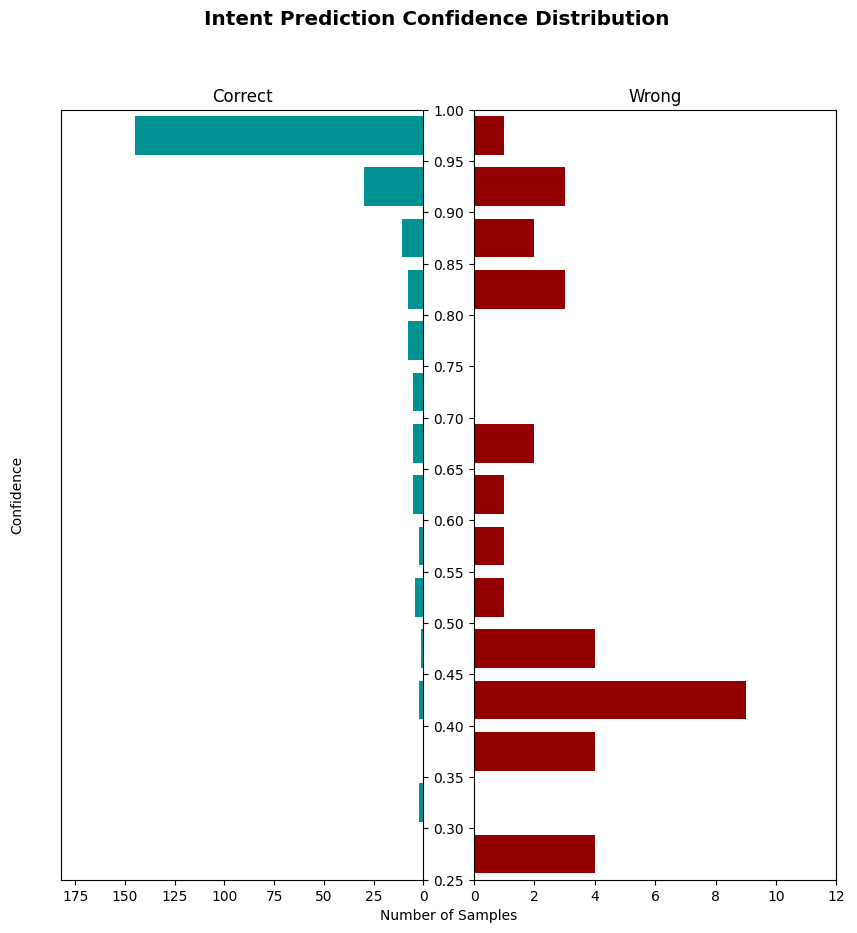 Intent Prediction Confidence Distribution
Correct
Wrong
Confidence
1.00
0.95
0.90
0.85
0.80
0.75
0.70
0.65
0.60
0.55
0.50
0.45
0.40
0.35
0.30
0.25
175 150 125 100 75 50 25 0
0 2 4 6 8 10 12
Number of Samples